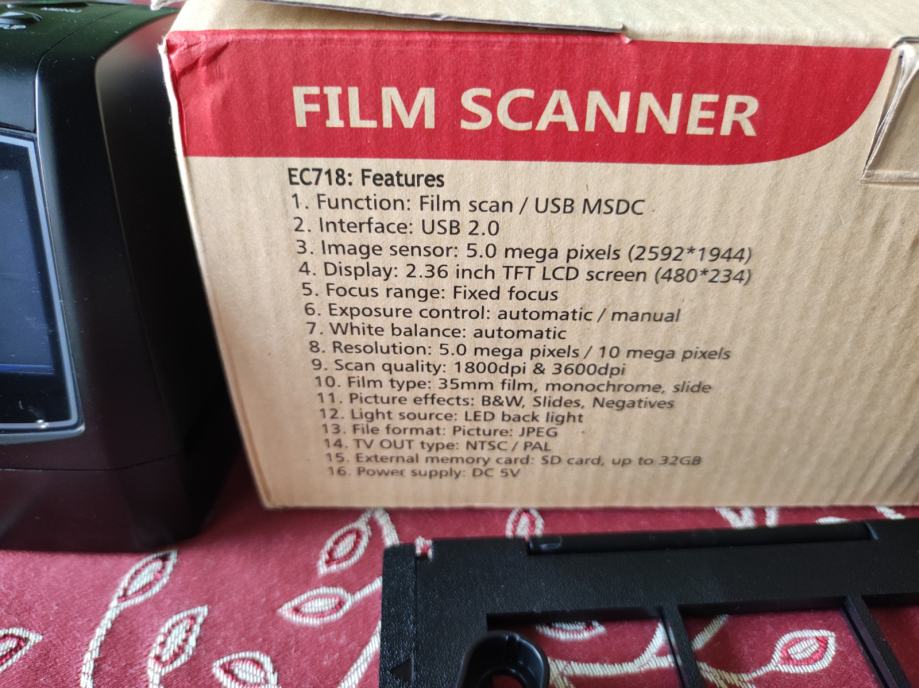 FILM SCANNER
EC718: Features
1. Function: Film scan / USB MSDC
2. Interface: USB 2.0
3. Image sensor: 5.0 mega pixels (2592*1944)
4. Display: 2.36 inch TFT LCD screen (480*234)
5. Focus range: Fixed focus
6. Exposure control: automatic / manual
7. White balance: automatic
8. Resolution: 5.0 mega pixels / 10 mega pixels
9. Scan quality: 1800dpi & 3600dpi
10. Film type: 35mm film, monochrome, slide
11. Picture effects: B&W, Slides, Negatives
12. Light source: LED back light
13. File format: Picture: JPEG
14. TV OUT type: NTSC / PAL
15. External memory card: SD card, up to 32GB
16. Power supply: DC 5V